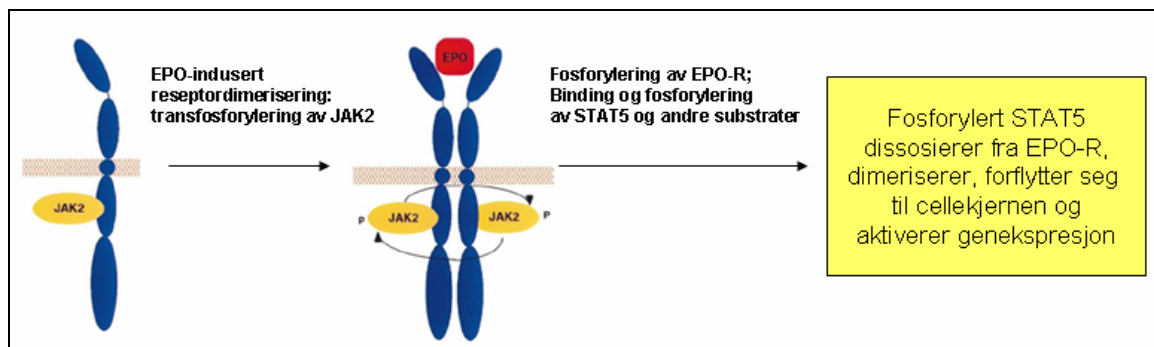 EPO-indusert
reseptordimerisering:
transfosforylering av JAK2
JAK2
EPO
P
JAK2
JAK2
P
Fosforylering av EPO-R;
Binding og fosforylering
av STAT5 og andre substrater
Fosforylert STAT5
dissosierer fra EPO-R,
dimeriserer, forflytter seg
til cellekjernen og
aktiverer genekspresjon